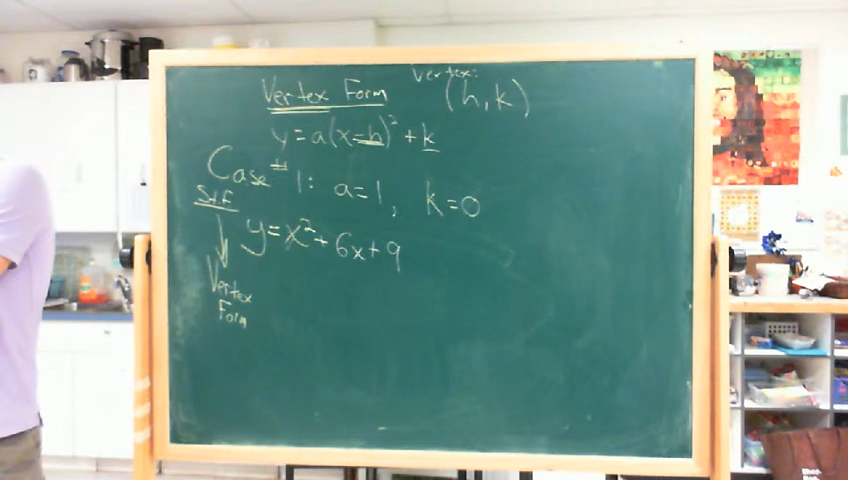 Vertex Form
Vertex:
(h, k)
y = a(x-h)² + k
Case #1: a=1, k=0
Std. F
y = x² + 6x + 9
Vertex
Form